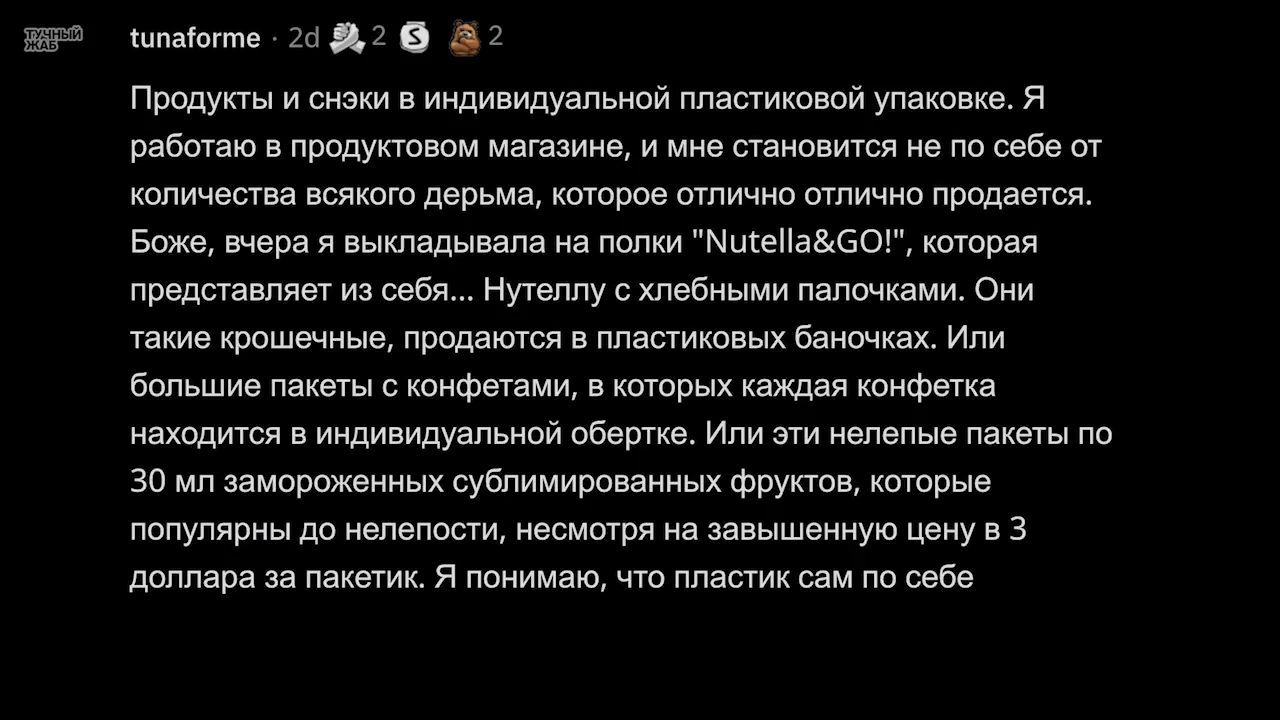 ТУЧНЫЙ
ЖАБ
tunaforme · 2d 2 S 2
Продукты и снэки в индивидуальной пластиковой упаковке. Я
работаю в продуктовом магазине, и мне становится не по себе от
количества всякого дерьма, которое отлично отлично продается.
Боже, вчера я выкладывала на полки "Nutella&GO!", которая
представляет из себя... Нутеллу с хлебными палочками. Они
такие крошечные, продаются в пластиковых баночках. Или
большие пакеты с конфетами, в которых каждая конфетка
находится в индивидуальной обертке. Или эти нелепые пакеты по
30 мл замороженных сублимированных фруктов, которые
популярны до нелепости, несмотря на завышенную цену в 3
доллара за пакетик. Я понимаю, что пластик сам по себе